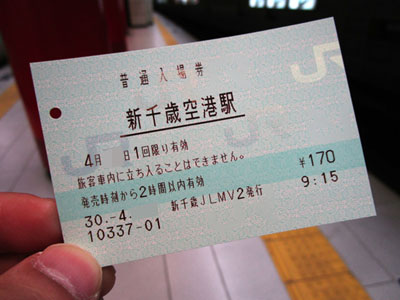 普通入場券
新千歳空港駅
4月 日1回限り有効
旅客車内に立ち入ることはできません。
発売時刻から2時間以内有効 ¥170
30.-4. 新千歳JLMV2発行 9:15
10337-01
JR